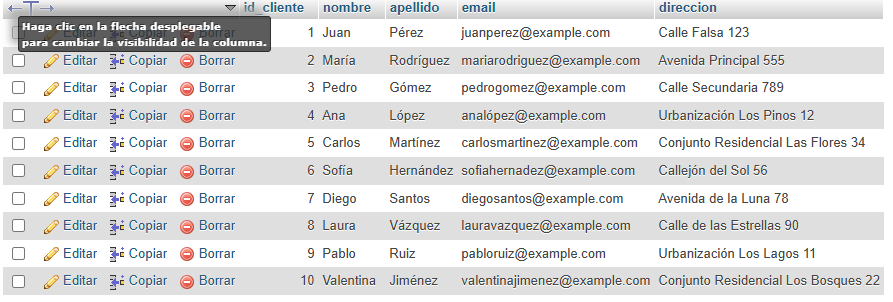 id_cliente nombre apellido email direccion
Haga clic en la flecha desplegable
para cambiar la visibilidad de la columna.
1 Juan Pérez juanperez@example.com Calle Falsa 123
Editar Copiar Borrar 2 María Rodríguez mariarodriguez@example.com Avenida Principal 555
Editar Copiar Borrar 3 Pedro Gómez pedrogomez@example.com Calle Secundaria 789
Editar Copiar Borrar 4 Ana López analópez@example.com Urbanización Los Pinos 12
Editar Copiar Borrar 5 Carlos Martínez carlosmartinez@example.com Conjunto Residencial Las Flores 34
Editar Copiar Borrar 6 Sofía Hernández sofiahernadez@example.com Callejón del Sol 56
Editar Copiar Borrar 7 Diego Santos diegosantos@example.com Avenida de la Luna 78
Editar Copiar Borrar 8 Laura Vázquez lauravazquez@example.com Calle de las Estrellas 90
Editar Copiar Borrar 9 Pablo Ruiz pabloruiz@example.com Urbanización Los Lagos 11
Editar Copiar Borrar 10 Valentina Jiménez valentinajimenez@example.com Conjunto Residencial Los Bosques 22